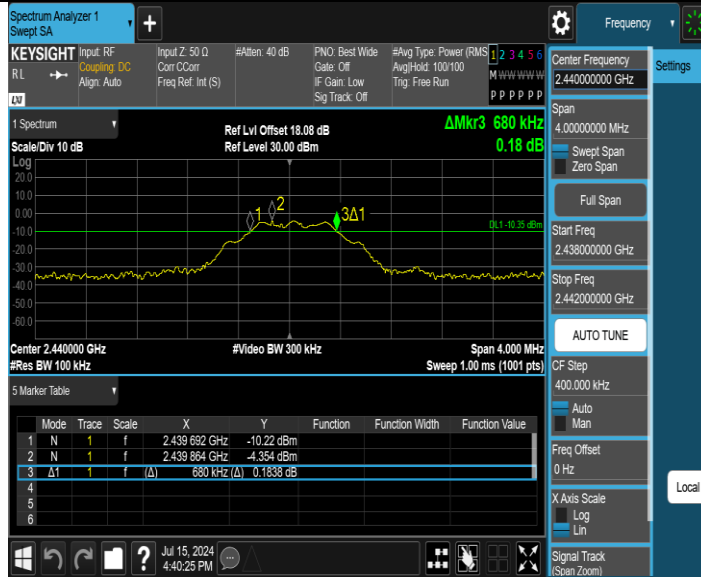 Spectrum Analyzer 1
Swept SA
+
Frequency
KEYSIGHT
RL
LXI
Input: RF
Coupling: DC
Align: Auto
Input Z: 50 Ω
Corr CCorr
Freq Ref: Int (S)
#Atten: 40 dB
PNO: Best Wide
Gate: Off
IF Gain: Low
Sig Track: Off
#Avg Type: Power (RMS
Avg|Hold: 100/100
Trig: Free Run
1 2 3 4 5 6
M W W W W W
P P P P P P
1 Spectrum
Scale/Div 10 dB
Ref Lvl Offset 18.08 dB
Ref Level 30.00 dBm
ΔMkr3 680 kHz
0.18 dB
Log
20.0
10.0
0.00
-10.0
-20.0
-30.0
-40.0
-50.0
-60.0
1
2
3Δ1
DL1 -10.35 dBm
Center 2.440000 GHz
#Video BW 300 kHz
Span 4.000 MHz
#Res BW 100 kHz
Sweep 1.00 ms (1001 pts)
5 Marker Table
Mode Trace Scale X Y Function Function Width Function Value
1 N 1 f 2.439 692 GHz -10.22 dBm
2 N 1 f 2.439 864 GHz -4.354 dBm
3 Δ1 1 f (Δ) 680 kHz (Δ) 0.1838 dB
4
5
6
?
Jul 15, 2024
4:40:25 PM
Center Frequency
2.440000000 GHz
Span
4.00000000 MHz
Swept Span
Zero Span
Full Span
Start Freq
2.438000000 GHz
Stop Freq
2.442000000 GHz
AUTO TUNE
CF Step
400.000 kHz
Auto
Man
Freq Offset
0 Hz
X Axis Scale
Log
Lin
Signal Track
(Span Zoom)
Settings
Local